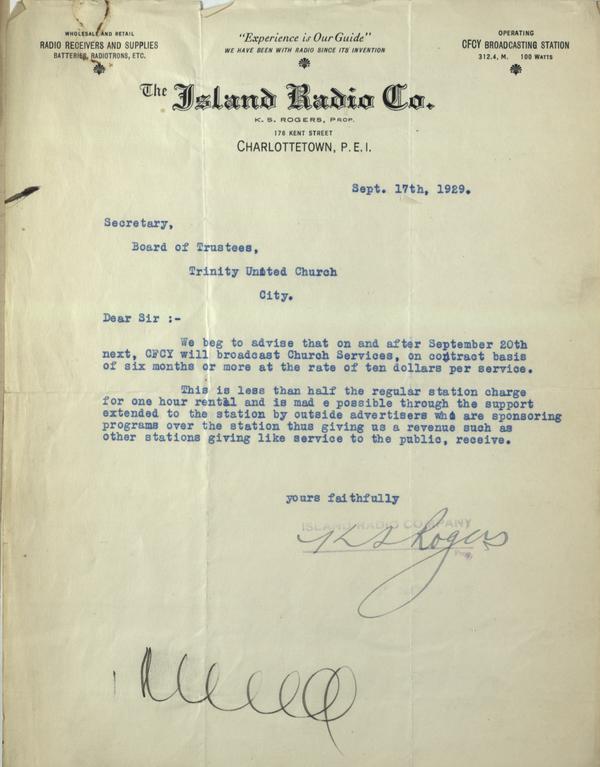 WHOLESALE AND RETAIL
RADIO RECEIVERS AND SUPPLIES
BATTERIES, RADIOTRONS, ETC.
"Experience is Our Guide"
WE HAVE BEEN WITH RADIO SINCE ITS INVENTION
OPERATING
CFCY BROADCASTING STATION
312.4, M. 100 WATTS
The Island Radio Co.
K. S. ROGERS, PROP.
176 KENT STREET
CHARLOTTETOWN, P.E.I.
Sept. 17th, 1929.
Secretary,
Board of Trustees,
Trinity United Church
City.
Dear Sir :-
We beg to advise that on and after September 20th
next, CFCY will broadcast Church Services, on contract basis
of six months or more at the rate of ten dollars per service.
This is less than half the regular station charge
for one hour rental and is mad e possible through the support
extended to the station by outside advertisers who are sponsoring
programs over the station thus giving us a revenue such as
other stations giving like service to the public, receive.
yours faithfully
ISLAND RADIO COMPANY
K S Rogers
Prop.